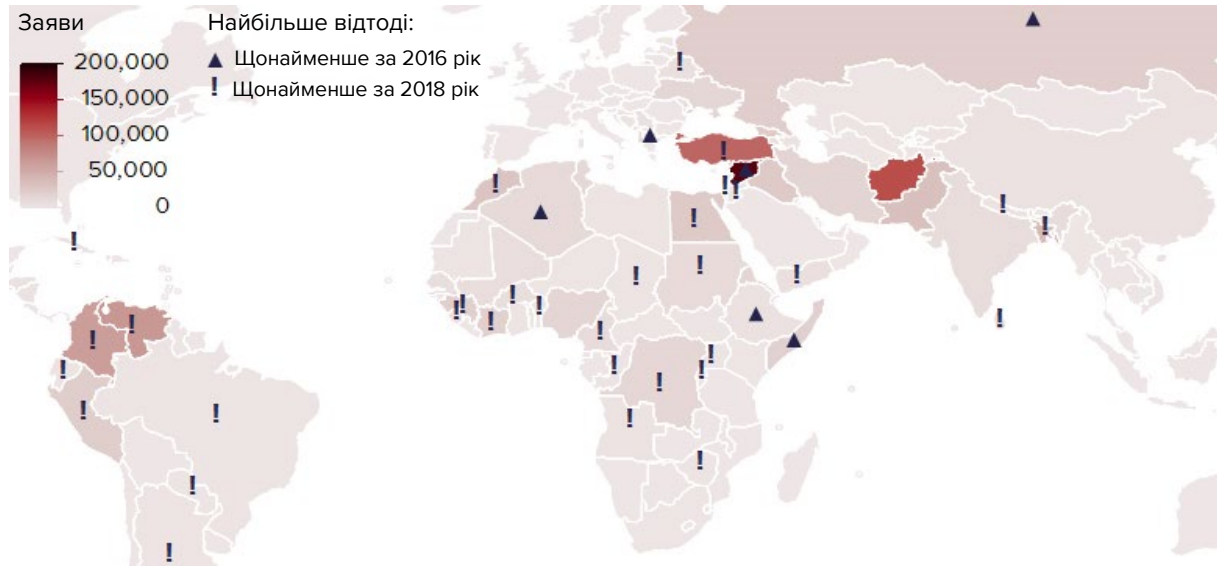 Заяви
200,000
150,000
100,000
50,000
0
Найбільше відтоді:
Щонайменше за 2016 рік
! Щонайменше за 2018 рік